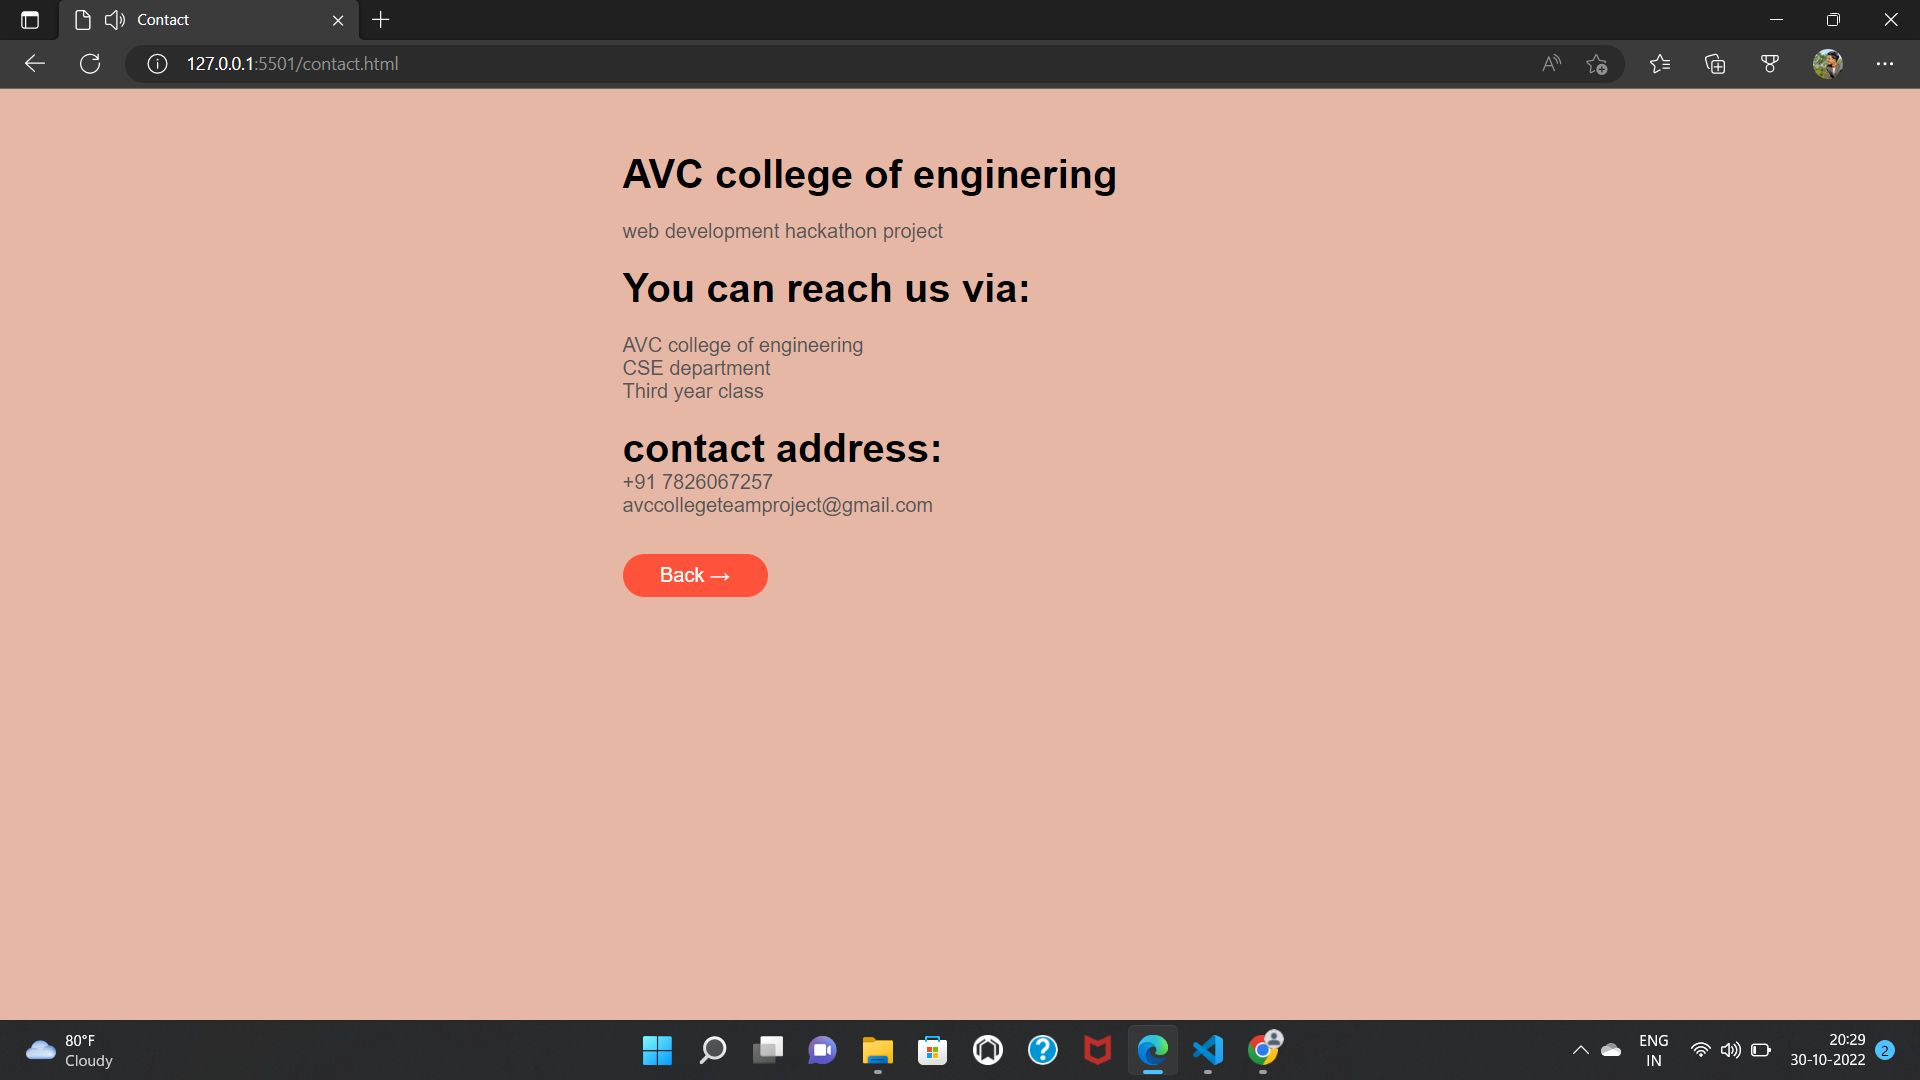 Contact
127.0.0.1:5501/contact.html
AVC college of enginering
web development hackathon project
You can reach us via:
AVC college of engineering
CSE department
Third year class
contact address:
+91 7826067257
avccollegeteamproject@gmail.com
Back →
80°F
Cloudy
ENG
IN
20:29
30-10-2022
2